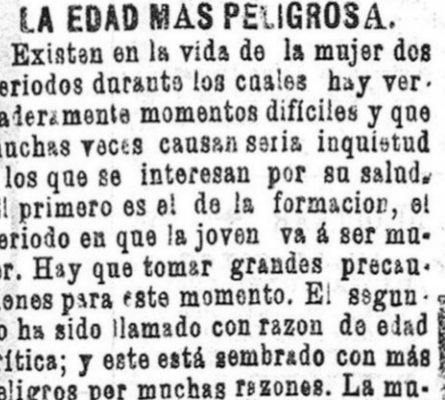 LA EDAD MAS PELIGROSA.
Existen en la vida de la mujer dos
eriodos durante los cuales hay ver-
aderamente momentos difíciles y que
uchas veces causan seria inquietud
los que se interesan por su salud.
l primero es el de la formacion, el
eriodo en que la joven va á ser mu-
r. Hay que tomar grandes precau-
iones para este momento. El segun-
o ha sido llamado con razon de edad
rítica; y este está sembrado con más
eligros por muchas razones. La mu-